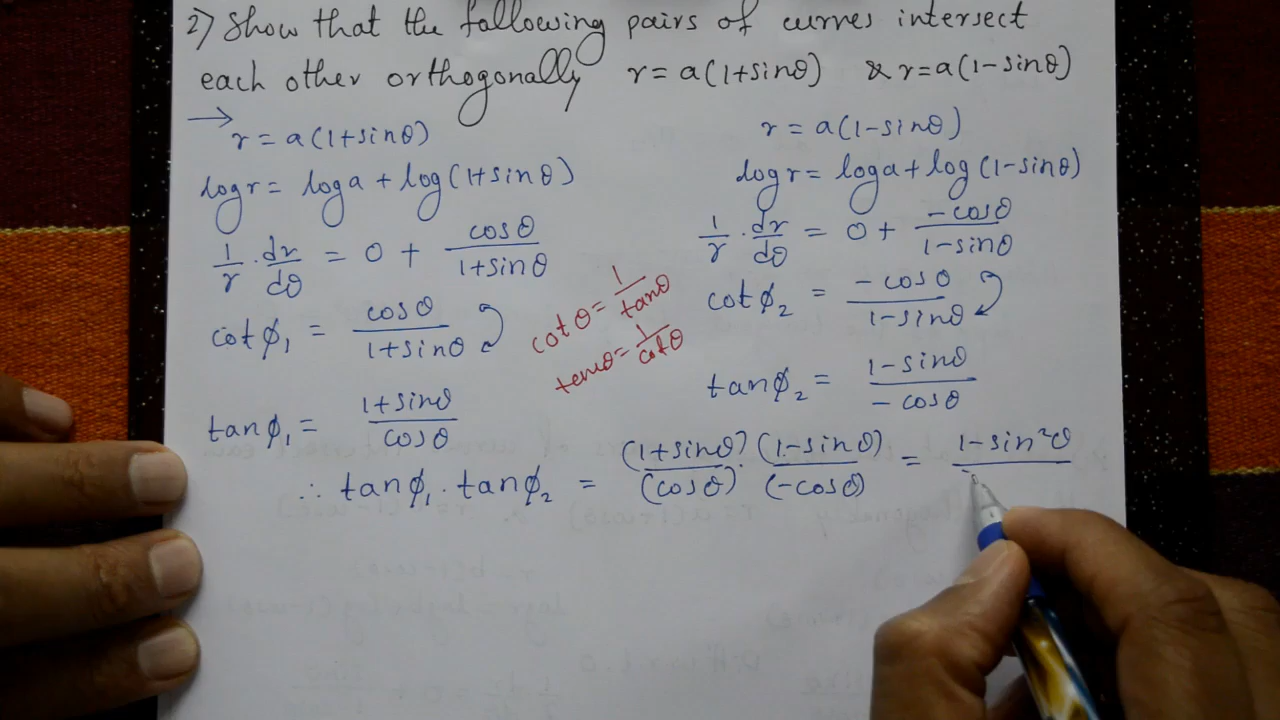 2) Show that the following pairs of curves intersect
each other orthogonally r = a(1+sinθ) & r=a(1-sinθ)
→ r = a(1+sinθ)
log r = log a + log(1+sinθ)
1/r . dr/dθ = 0 + cosθ/1+sinθ
cot φ₁ = cosθ/1+sinθ
tan φ₁ = 1+sinθ/cosθ
r = a(1-sinθ)
log r = log a + log (1-sinθ)
1/r . dr/dθ = 0 + -cosθ/1-sinθ
cot φ₂ = -cosθ/1-sinθ
tan φ₂ = 1-sinθ/-cosθ
cot θ = 1/tanθ
tanθ = 1/cotθ
∴ tan φ₁ . tan φ₂ = (1+sinθ)/(cosθ) . (1-sinθ)/(-cosθ) = 1-sin²θ/-